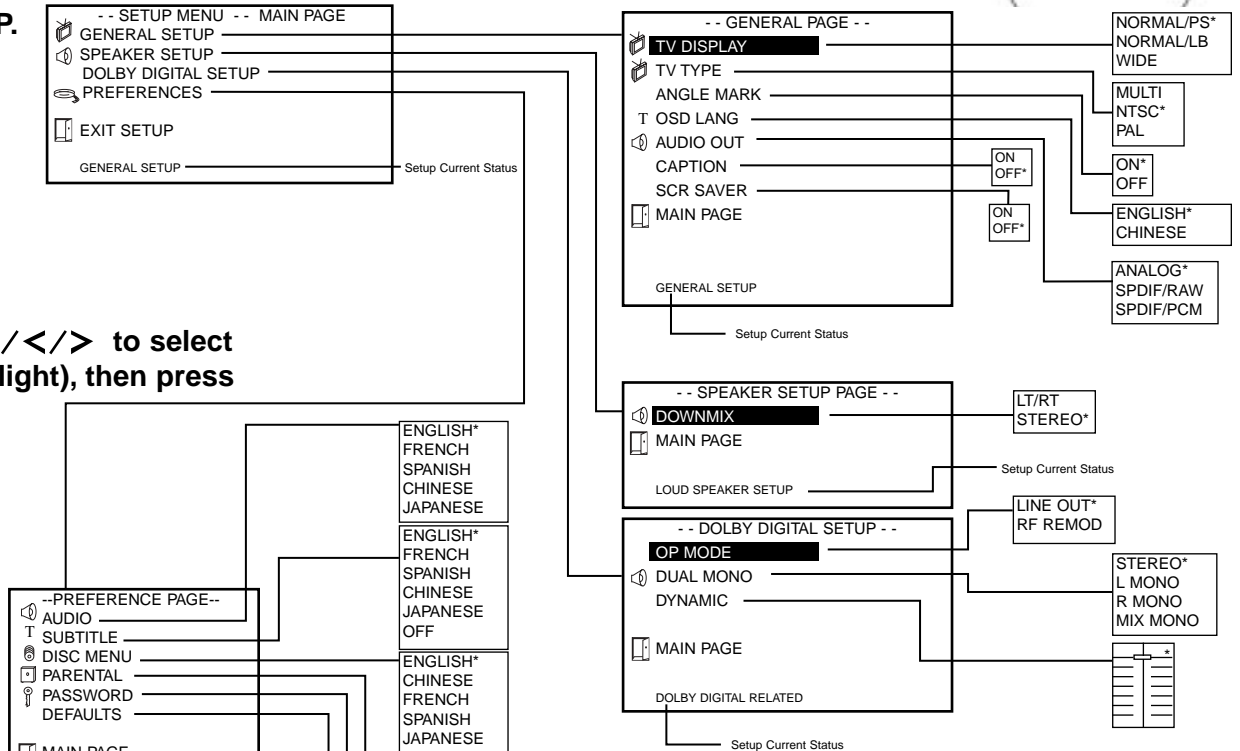 P.
- - SETUP MENU - - MAIN PAGE
GENERAL SETUP
SPEAKER SETUP
DOLBY DIGITAL SETUP
PREFERENCES
EXIT SETUP
GENERAL SETUP
Setup Current Status
- - GENERAL PAGE - -
TV DISPLAY
TV TYPE
ANGLE MARK
T OSD LANG
AUDIO OUT
CAPTION
SCR SAVER
MAIN PAGE
GENERAL SETUP
Setup Current Status
NORMAL/PS*
NORMAL/LB
WIDE
MULTI
NTSC*
PAL
ON*
OFF
ENGLISH*
CHINESE
ANALOG*
SPDIF/RAW
SPDIF/PCM
ON
OFF*
ON
OFF*
/</> to select
light), then press
- - SPEAKER SETUP PAGE - -
DOWNMIX
MAIN PAGE
LOUD SPEAKER SETUP
LT/RT
STEREO*
Setup Current Status
- - DOLBY DIGITAL SETUP - -
OP MODE
DUAL MONO
DYNAMIC
MAIN PAGE
DOLBY DIGITAL RELATED
Setup Current Status
LINE OUT*
RF REMOD
STEREO*
L MONO
R MONO
MIX MONO
*
--PREFERENCE PAGE--
AUDIO
T SUBTITLE
DISC MENU
PARENTAL
PASSWORD
DEFAULTS
MAIN PAGE
ENGLISH*
FRENCH
SPANISH
CHINESE
JAPANESE
ENGLISH*
FRENCH
SPANISH
CHINESE
JAPANESE
OFF
ENGLISH*
CHINESE
FRENCH
SPANISH
JAPANESE